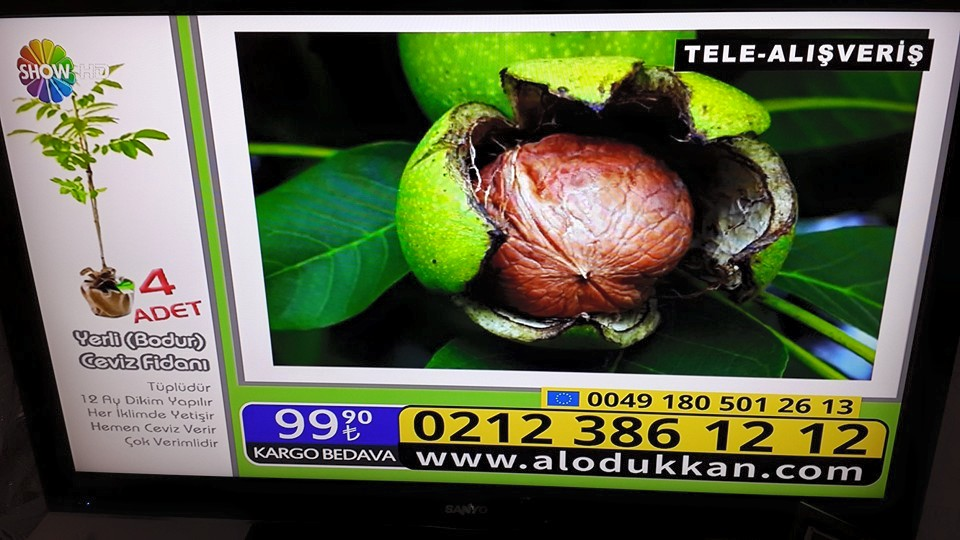 SHOW HD
TELE-ALIŞVERİŞ
4
ADET
Yerli (Bodur)
Ceviz Fidanı
Tüplüdür
12 Ay Dikim Yapılır
Her İklimde Yetişir
Hemen Ceviz Verir
Çok Verimlidir
99 90 ₺
KARGO BEDAVA
0049 180 501 26 13
0212 386 12 12
www.alodukkan.com
SANYO